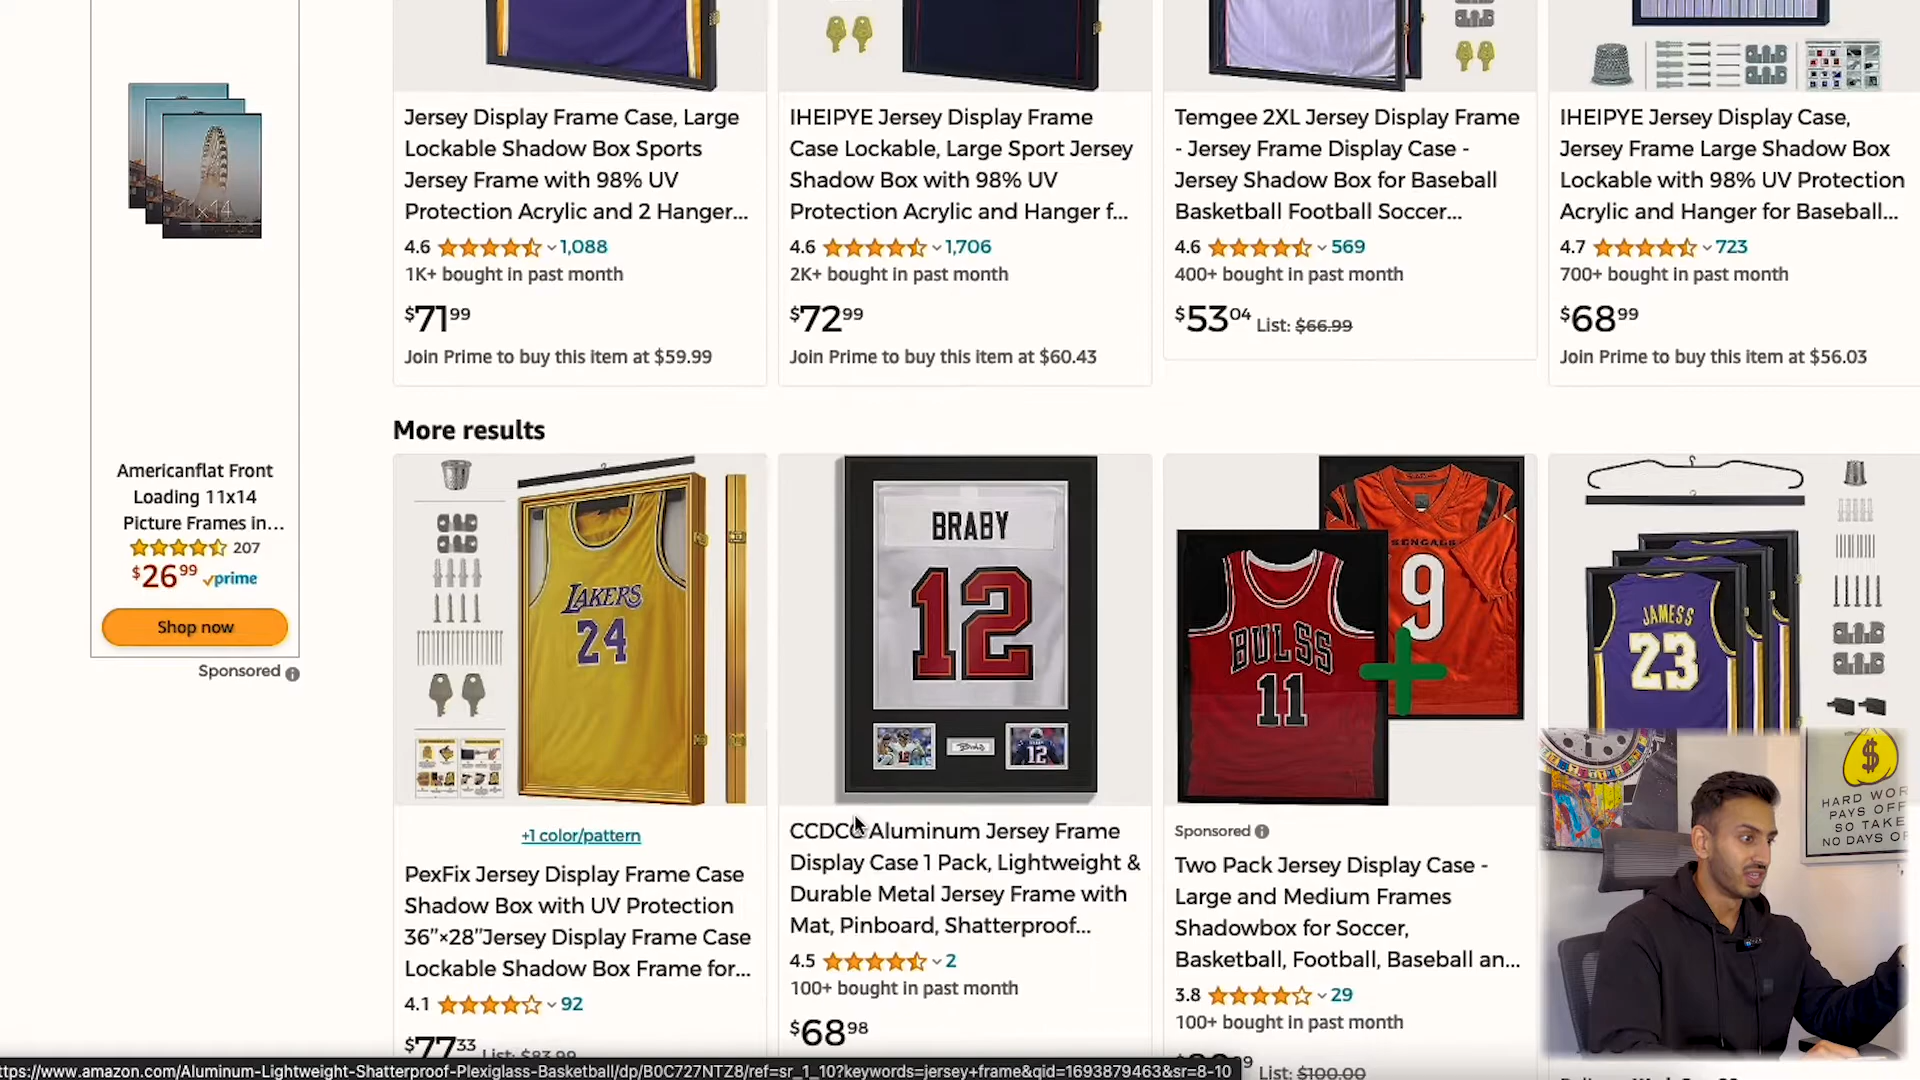 Jersey Display Frame Case, Large
Lockable Shadow Box Sports
Jersey Frame with 98% UV
Protection Acrylic and 2 Hanger...
4.6 1,088
1K+ bought in past month
$71 99
Join Prime to buy this item at $59.99
IHEIPYE Jersey Display Frame
Case Lockable, Large Sport Jersey
Shadow Box with 98% UV
Protection Acrylic and Hanger f...
4.6 1,706
2K+ bought in past month
$72 99
Join Prime to buy this item at $60.43
Temgee 2XL Jersey Display Frame
- Jersey Frame Display Case -
Jersey Shadow Box for Baseball
Basketball Football Soccer...
4.6 569
400+ bought in past month
$53 04 List: $66.99
IHEIPYE Jersey Display Case,
Jersey Frame Large Shadow Box
Lockable with 98% UV Protection
Acrylic and Hanger for Baseball...
4.7 723
700+ bought in past month
$68 99
Join Prime to buy this item at $56.03
11x14
Americanflat Front
Loading 11x14
Picture Frames in...
207
$26 99 prime
Shop now
Sponsored
More results
LAKERS
24
+1 color/pattern
PexFix Jersey Display Frame Case
Shadow Box with UV Protection
36”×28”Jersey Display Frame Case
Lockable Shadow Box Frame for...
4.1 92
$77 33 List: $83.99
BRABY
12
12
CCDCC Aluminum Jersey Frame
Display Case 1 Pack, Lightweight &
Durable Metal Jersey Frame with
Mat, Pinboard, Shatterproof...
4.5 2
100+ bought in past month
$68 98
BULSS
11
SENGALS
9
Sponsored
Two Pack Jersey Display Case -
Large and Medium Frames
Shadowbox for Soccer,
Basketball, Football, Baseball an...
3.8 29
100+ bought in past month
List: $100.00
JAMESS
23
$
HARD WOR
PAYS OFF
SO TAKE
NO DAYS OF
ttps://www.amazon.com/Aluminum-Lightweight-Shatterproof-Plexiglass-Basketball/dp/B0C727NTZ8/ref=sr_1_10?keywords=jersey+frame&qid=1693879463&sr=8-10